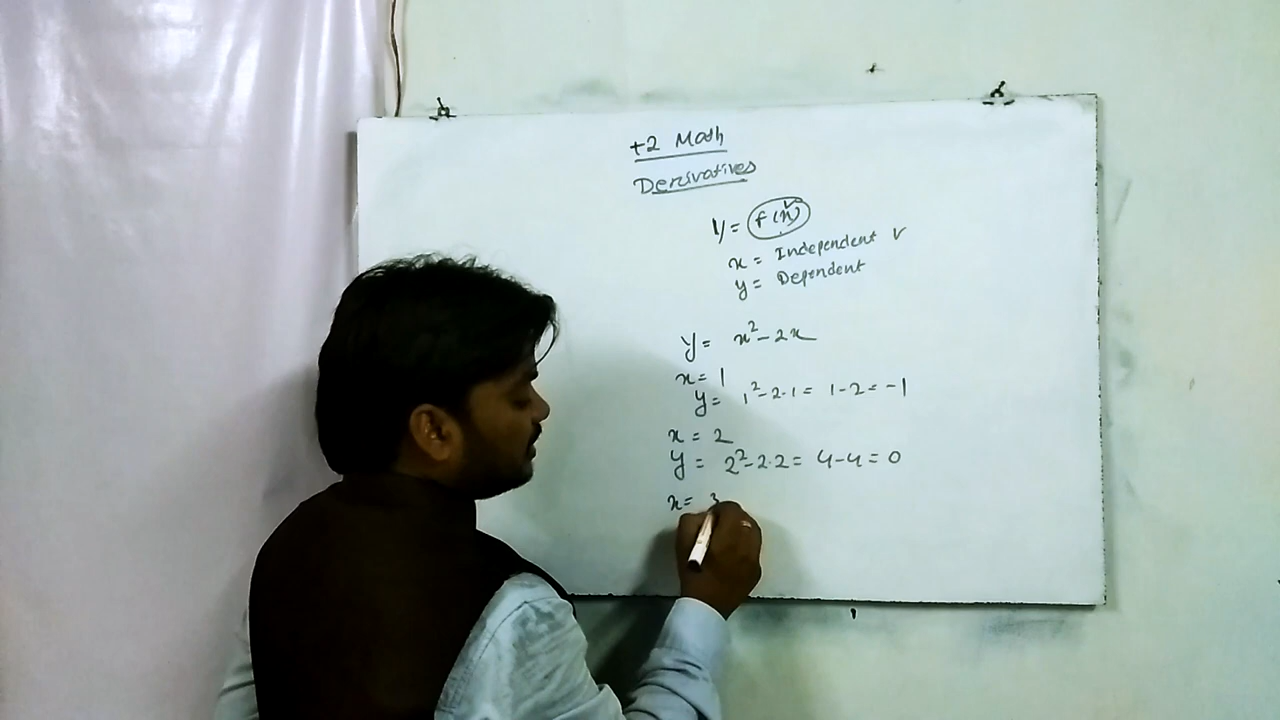 +2 Math
Derivatives
y = f(x)
x = Independent v
y = Dependent
y = x² - 2x
x = 1
y = 1² - 2·1 = 1 - 2 = -1
x = 2
y = 2² - 2·2 = 4 - 4 = 0
x = 3